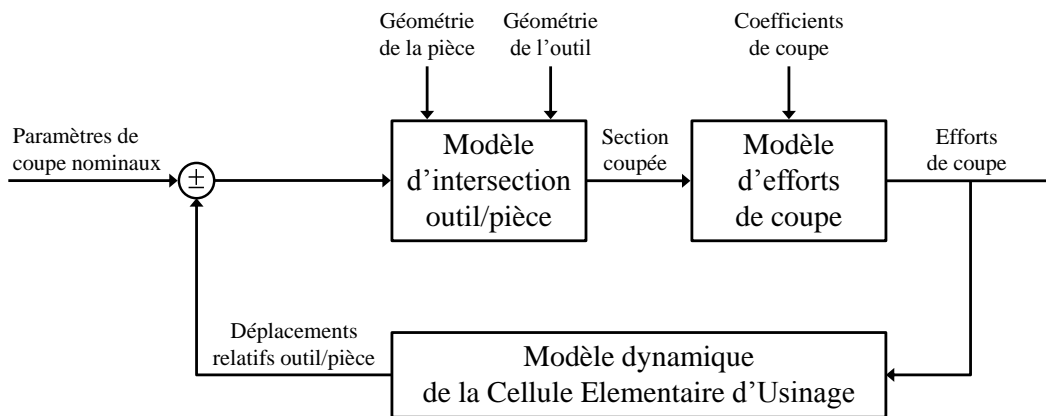 Géométrie
de la pièce
Géométrie
de l’outil
Coefficients
de coupe
Paramètres de
coupe nominaux
±
Modèle
d’intersection
outil/pièce
Section
coupée
Modèle
d’efforts
de coupe
Efforts
de coupe
Déplacements
relatifs outil/pièce
Modèle dynamique
de la Cellule Elementaire d’Usinage